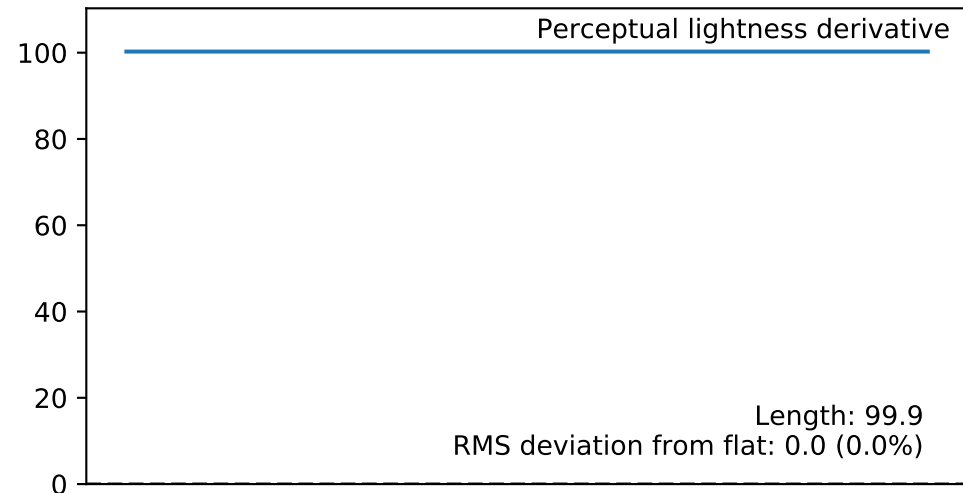 Perceptual lightness derivative
100
80
60
40
20
0
Length: 99.9
RMS deviation from flat: 0.0 (0.0%)